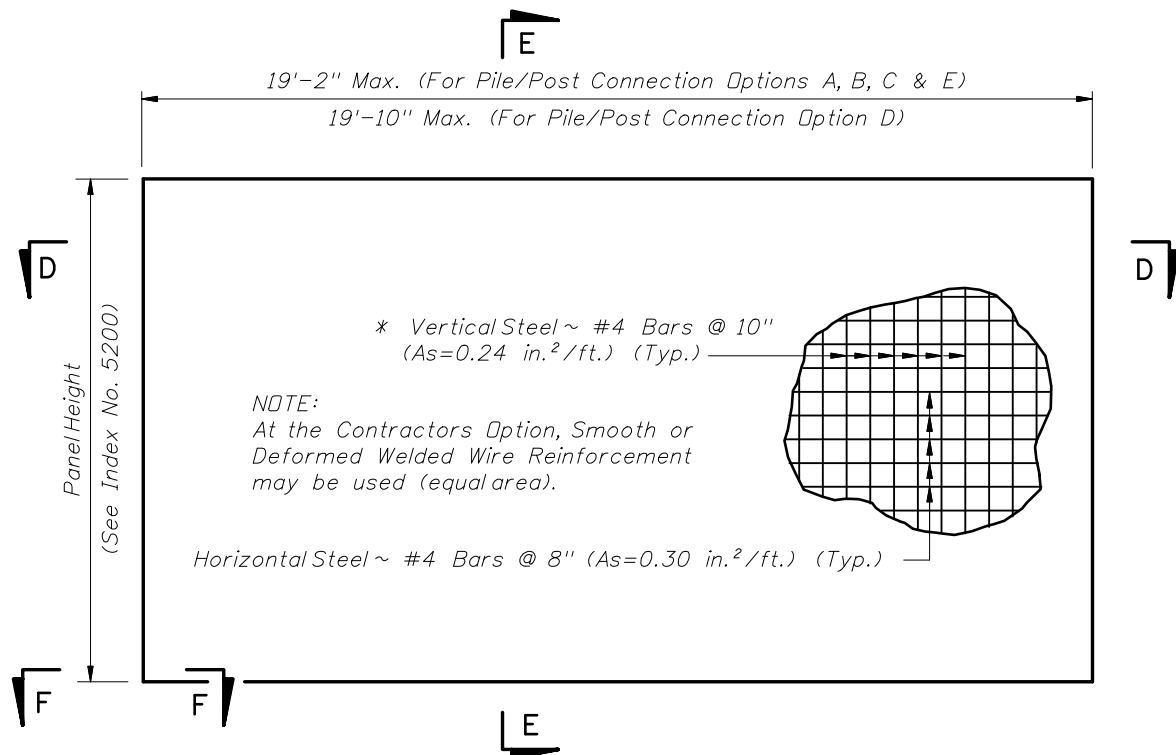 E
19'-2" Max. (For Pile/Post Connection Options A, B, C & E)
19'-10" Max. (For Pile/Post Connection Option D)
D
D
Panel Height
(See Index No. 5200)
* Vertical Steel ~ #4 Bars @ 10"
(As=0.24 in.²/ft.) (Typ.)
NOTE:
At the Contractors Option, Smooth or
Deformed Welded Wire Reinforcement
may be used (equal area).
Horizontal Steel ~ #4 Bars @ 8" (As=0.30 in.²/ft.) (Typ.)
F
F
E